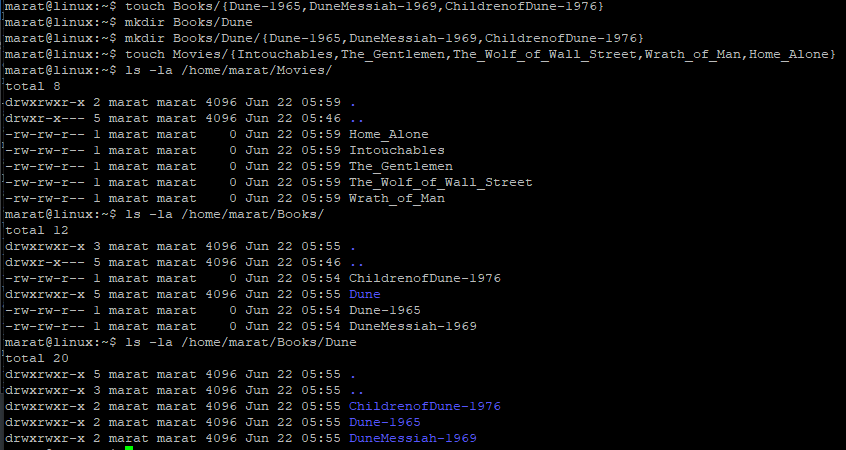 marat@linux:~$ touch Books/{Dune-1965,DuneMessiah-1969,ChildrenofDune-1976}
marat@linux:~$ mkdir Books/Dune
marat@linux:~$ mkdir Books/Dune/{Dune-1965,DuneMessiah-1969,ChildrenofDune-1976}
marat@linux:~$ touch Movies/{Intouchables,The_Gentlemen,The_Wolf_of_Wall_Street,Wrath_of_Man,Home_Alone}
marat@linux:~$ ls -la /home/marat/Movies/
total 8
drwxrwxr-x 2 marat marat 4096 Jun 22 05:59 .
drwxr-x--- 5 marat marat 4096 Jun 22 05:46 ..
-rw-rw-r-- 1 marat marat    0 Jun 22 05:59 Home_Alone
-rw-rw-r-- 1 marat marat    0 Jun 22 05:59 Intouchables
-rw-rw-r-- 1 marat marat    0 Jun 22 05:59 The_Gentlemen
-rw-rw-r-- 1 marat marat    0 Jun 22 05:59 The_Wolf_of_Wall_Street
-rw-rw-r-- 1 marat marat    0 Jun 22 05:59 Wrath_of_Man
marat@linux:~$ ls -la /home/marat/Books/
total 12
drwxrwxr-x 3 marat marat 4096 Jun 22 05:55 .
drwxr-x--- 5 marat marat 4096 Jun 22 05:46 ..
-rw-rw-r-- 1 marat marat    0 Jun 22 05:54 ChildrenofDune-1976
drwxrwxr-x 5 marat marat 4096 Jun 22 05:55 Dune
-rw-rw-r-- 1 marat marat    0 Jun 22 05:54 Dune-1965
-rw-rw-r-- 1 marat marat    0 Jun 22 05:54 DuneMessiah-1969
marat@linux:~$ ls -la /home/marat/Books/Dune
total 20
drwxrwxr-x 5 marat marat 4096 Jun 22 05:55 .
drwxrwxr-x 3 marat marat 4096 Jun 22 05:55 ..
drwxrwxr-x 2 marat marat 4096 Jun 22 05:55 ChildrenofDune-1976
drwxrwxr-x 2 marat marat 4096 Jun 22 05:55 Dune-1965
drwxrwxr-x 2 marat marat 4096 Jun 22 05:55 DuneMessiah-1969